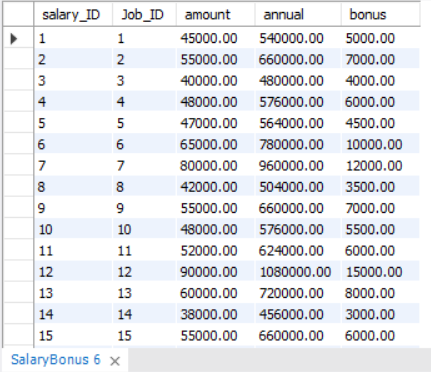 salary_ID Job_ID amount annual bonus
1 1 45000.00 540000.00 5000.00
2 2 55000.00 660000.00 7000.00
3 3 40000.00 480000.00 4000.00
4 4 48000.00 576000.00 6000.00
5 5 47000.00 564000.00 4500.00
6 6 65000.00 780000.00 10000.00
7 7 80000.00 960000.00 12000.00
8 8 42000.00 504000.00 3500.00
9 9 55000.00 660000.00 7000.00
10 10 48000.00 576000.00 5500.00
11 11 52000.00 624000.00 6000.00
12 12 90000.00 1080000.00 15000.00
13 13 60000.00 720000.00 8000.00
14 14 38000.00 456000.00 3000.00
15 15 55000.00 660000.00 6000.00
SalaryBonus 6